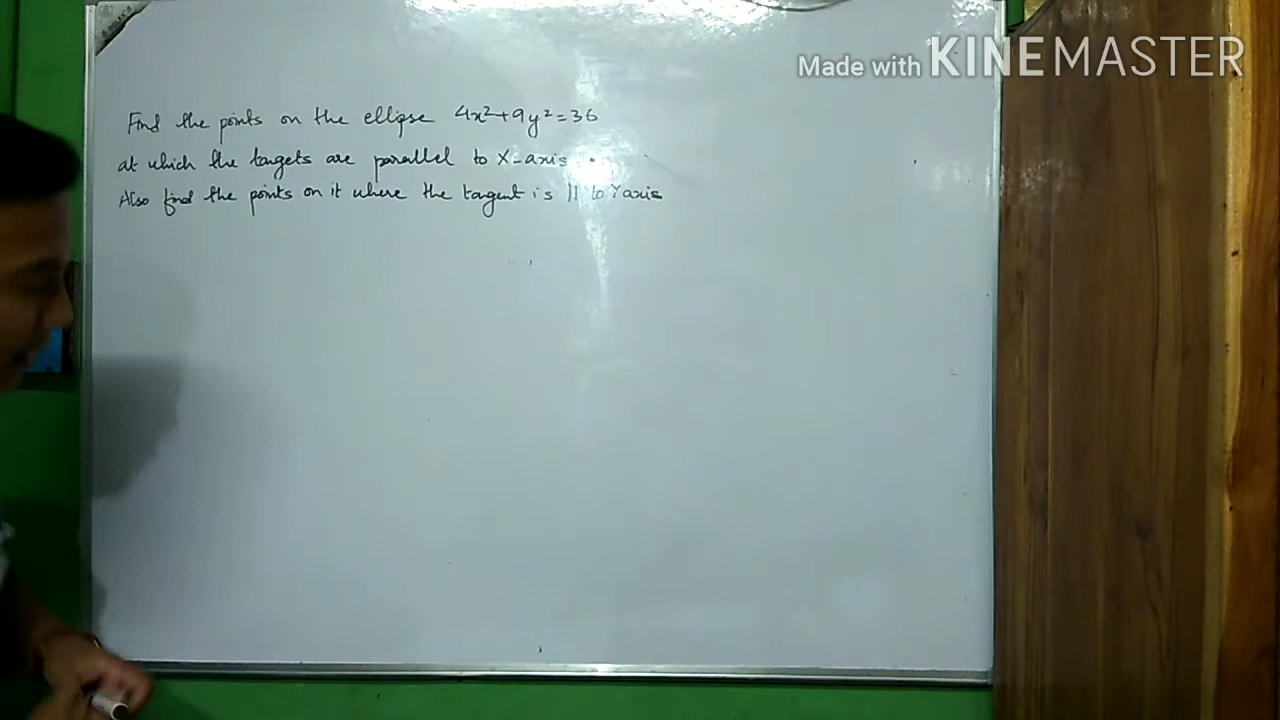 Made with KINEMASTER
Find the points on the ellipse 4x²+9y²=36
at which the tangets are parallel to X-axis.
Also find the points on it where the tangent is || to Y axis